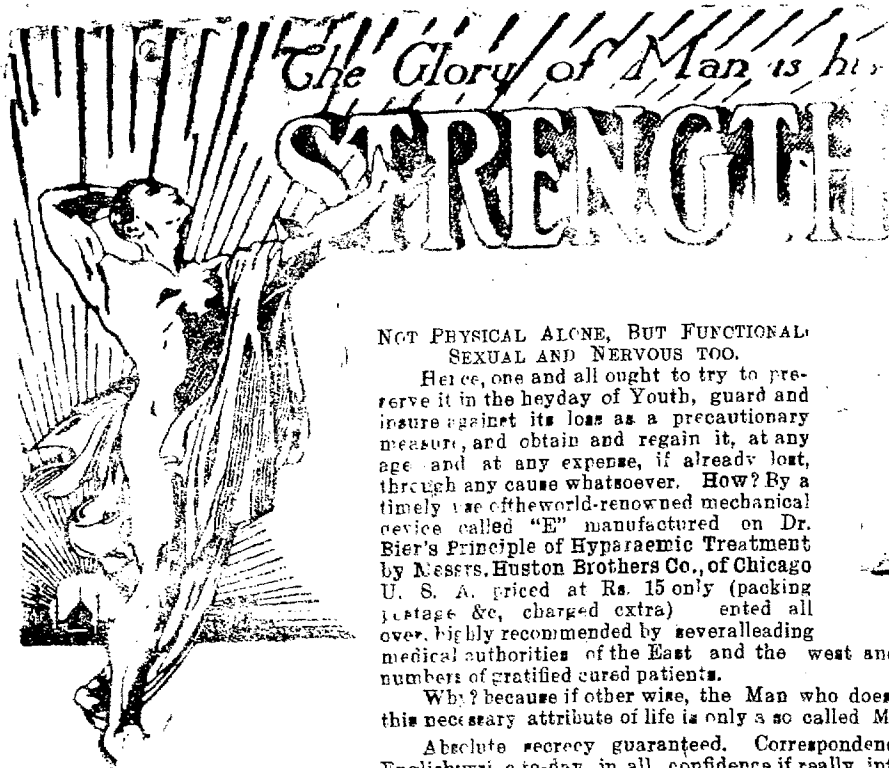 The Glory of Man is his
STRENGTH
NOT PHYSICAL ALONE, BUT FUNCTIONAL
SEXUAL AND NERVOUS TOO.
Hence, one and all ought to try to pre-
serve it in the heyday of Youth, guard and
insure against its loss as a precautionary
measure, and obtain and regain it, at any
age and at any expense, if already lost,
through any cause whatsoever. How? By a
timely use oftheworld-renowned mechanical
device called "E" manufactured on Dr.
Bier's Principle of Hyparaemic Treatment
by Messrs. Huston Brothers Co., of Chicago
U. S. A. priced at Rs. 15 only (packing
postage &c, charged extra) ented all
over, highly recommended by severalleading
medical authorities of the East and the west and
numbers of gratified cured patients.
Why? because if other wise, the Man who does
this necessary attribute of life is only a so called M
Absolute secrecy guaranteed. Correspondenc
to-day, in all confidence if really